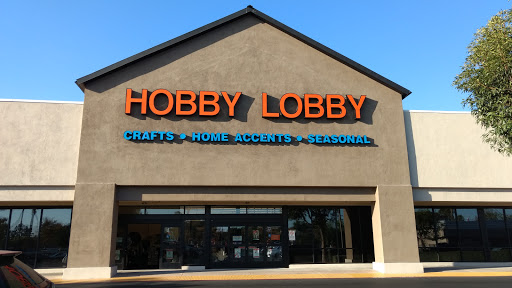 HOBBY LOBBY
CRAFTS • HOME ACCENTS • SEASONAL